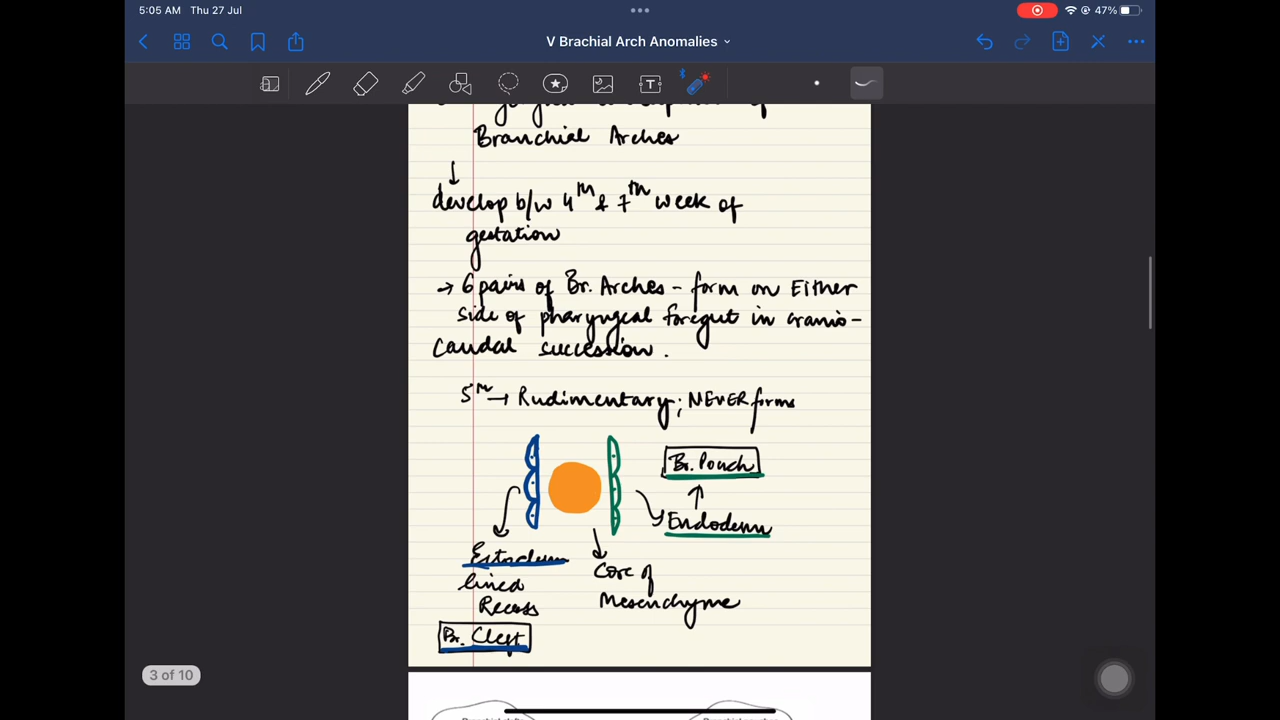 5:05 AM Thu 27 Jul
47%
V Brachial Arch Anomalies
T
of
Branchial Arches
develop b/w 4th & 7th week of
gestation
→ 6 pairs of Br. Arches - form on Either
side of pharyngeal foregut in cranio-
caudal succession.
5th → Rudimentary; NEVER forms
Br. Pouch
Endoderm
Ectoderm
lined
Recess
Core of
Mesenchyme
Br. Cleft
3 of 10